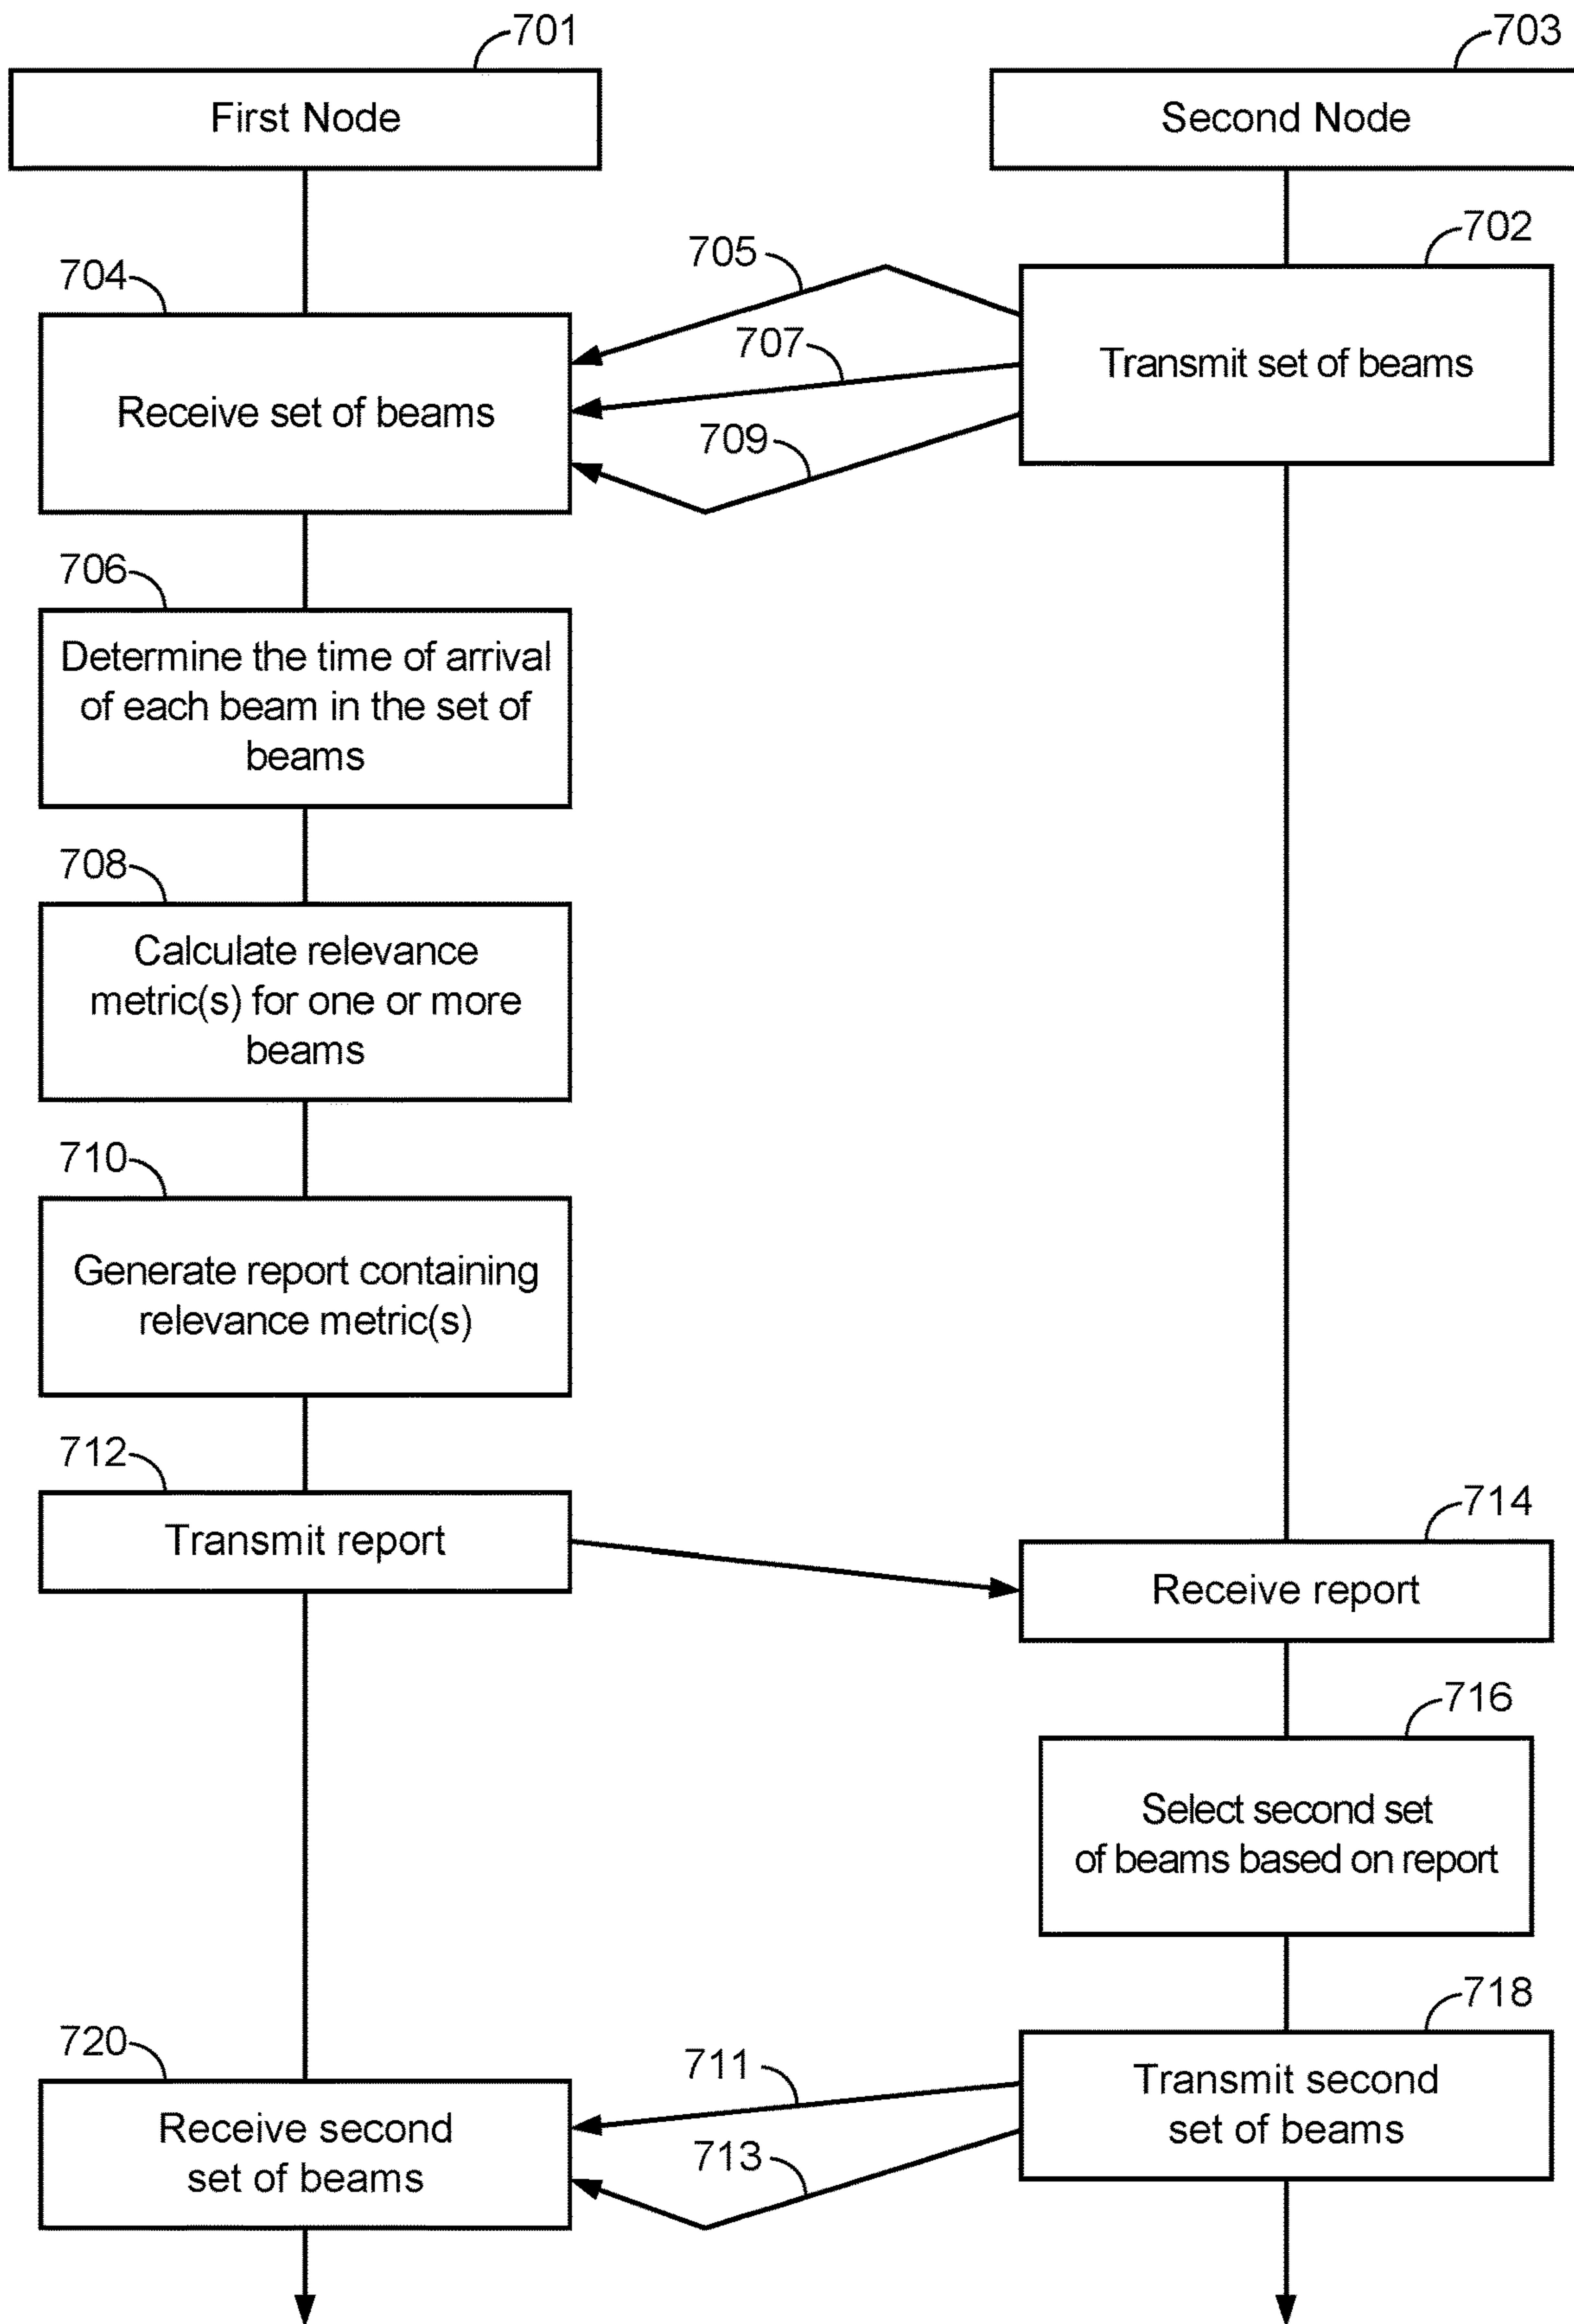 701
703
First Node
Second Node
702
705
704
Transmit set of beams
707
Receive set of beams
709
706
Determine the time of arrival
of each beam in the set of
beams
708
Calculate relevance
metric(s) for one or more
beams
710
Generate report containing
relevance metric(s)
712
714
Transmit report
Receive report
716
Select second set
of beams based on report
718
720
711
Transmit second
set of beams
Receive second
set of beams
713